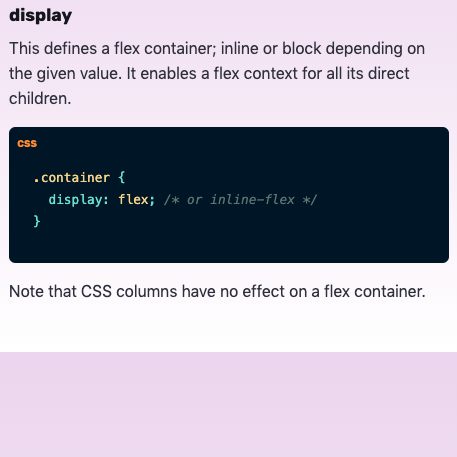 display
This defines a flex container; inline or block depending on
the given value. It enables a flex context for all its direct
children.
css
.container {
  display: flex; /* or inline-flex */
}
Note that CSS columns have no effect on a flex container.